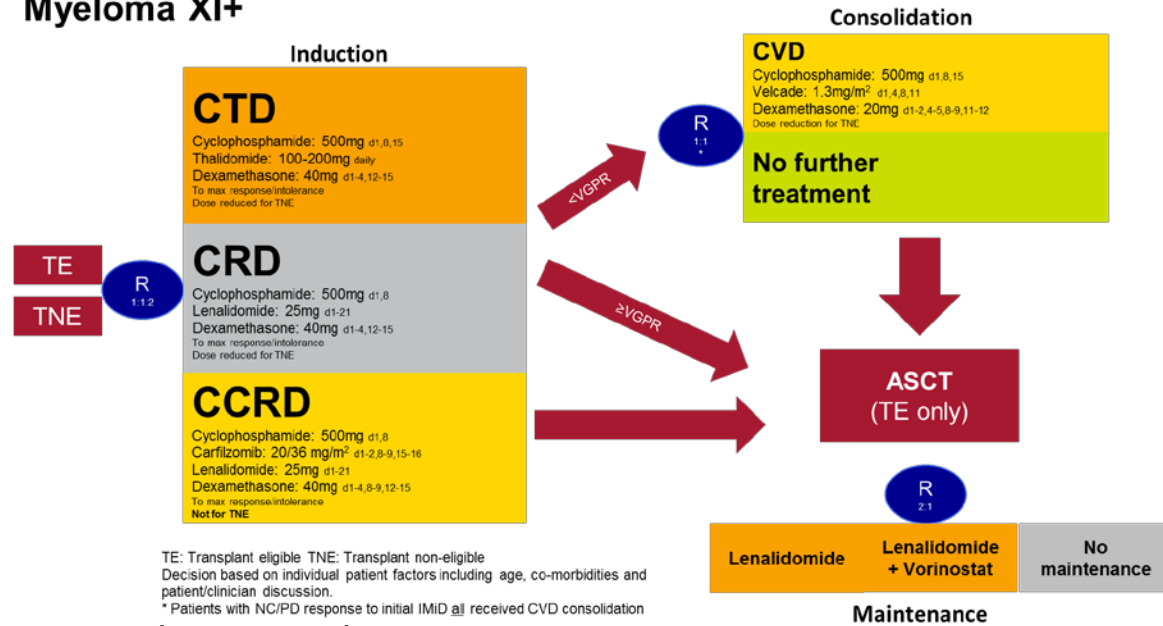 Myeloma XI+
Induction
CTD
Cyclophosphamide: 500mg d1,8,15
Thalidomide: 100-200mg daily
Dexamethasone: 40mg d1-4,12-15
To max response/intolerance
Dose reduced for TNE
CRD
Cyclophosphamide: 500mg d1,8
Lenalidomide: 25mg d1-21
Dexamethasone: 40mg d1-4,12-15
To max response/intolerance
Dose reduced for TNE
CCRD
Cyclophosphamide: 500mg d1,8
Carfilzomib: 20/36 mg/m² d1-2,8-9,15-16
Lenalidomide: 25mg d1-21
Dexamethasone: 40mg d1-4,8-9,12-15
To max response/intolerance
Not for TNE
TE
TNE
R
1:1:2
<VGPR
≥VGPR
Consolidation
R
1:1
*
CVD
Cyclophosphamide: 500mg d1,8,15
Velcade: 1.3mg/m² d1,4,8,11
Dexamethasone: 20mg d1-2,4-5,8-9,11-12
Dose reduction for TNE
No further
treatment
ASCT
(TE only)
R
2:1
Lenalidomide
Lenalidomide
+ Vorinostat
No
maintenance
Maintenance
TE: Transplant eligible TNE: Transplant non-eligible
Decision based on individual patient factors including age, co-morbidities and
patient/clinician discussion.
* Patients with NC/PD response to initial IMiD all received CVD consolidation